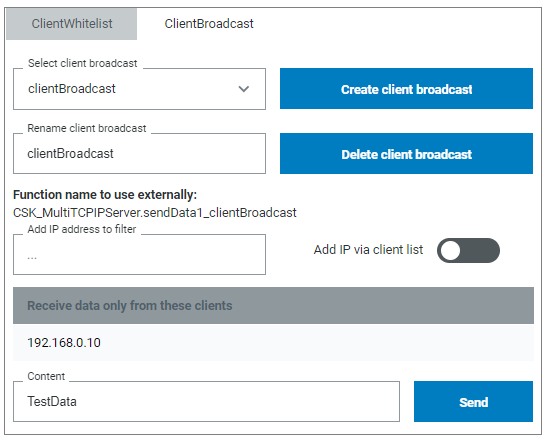 ClientWhitelist ClientBroadcast
Select client broadcast
clientBroadcast
Create client broadcast
Rename client broadcast
clientBroadcast
Delete client broadcast
Function name to use externally:
CSK_MultiTCPIPServer.sendData1_clientBroadcast
Add IP address to filter
...
Add IP via client list
Receive data only from these clients
192.168.0.10
Content
TestData
Send